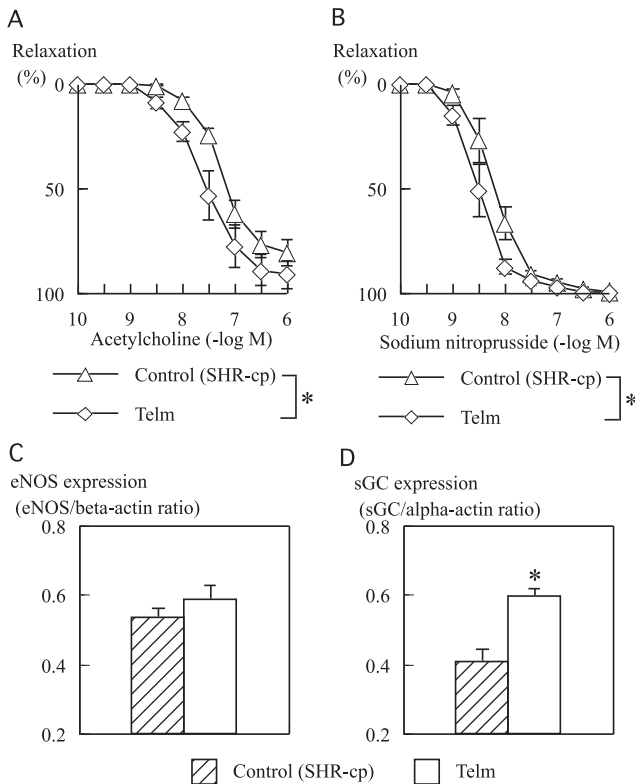 A
Relaxation
(%)
0
50
100
10 9 8 7 6
Acetylcholine (-log M)
Control (SHR-cp)
Telm
*
B
Relaxation
(%)
0
50
100
10 9 8 7 6
Sodium nitroprusside (-log M)
Control (SHR-cp)
Telm
*
C
eNOS expression
(eNOS/beta-actin ratio)
0.8
0.6
0.4
0.2
D
sGC expression
(sGC/alpha-actin ratio)
0.8
0.6
0.4
0.2
*
Control (SHR-cp) Telm